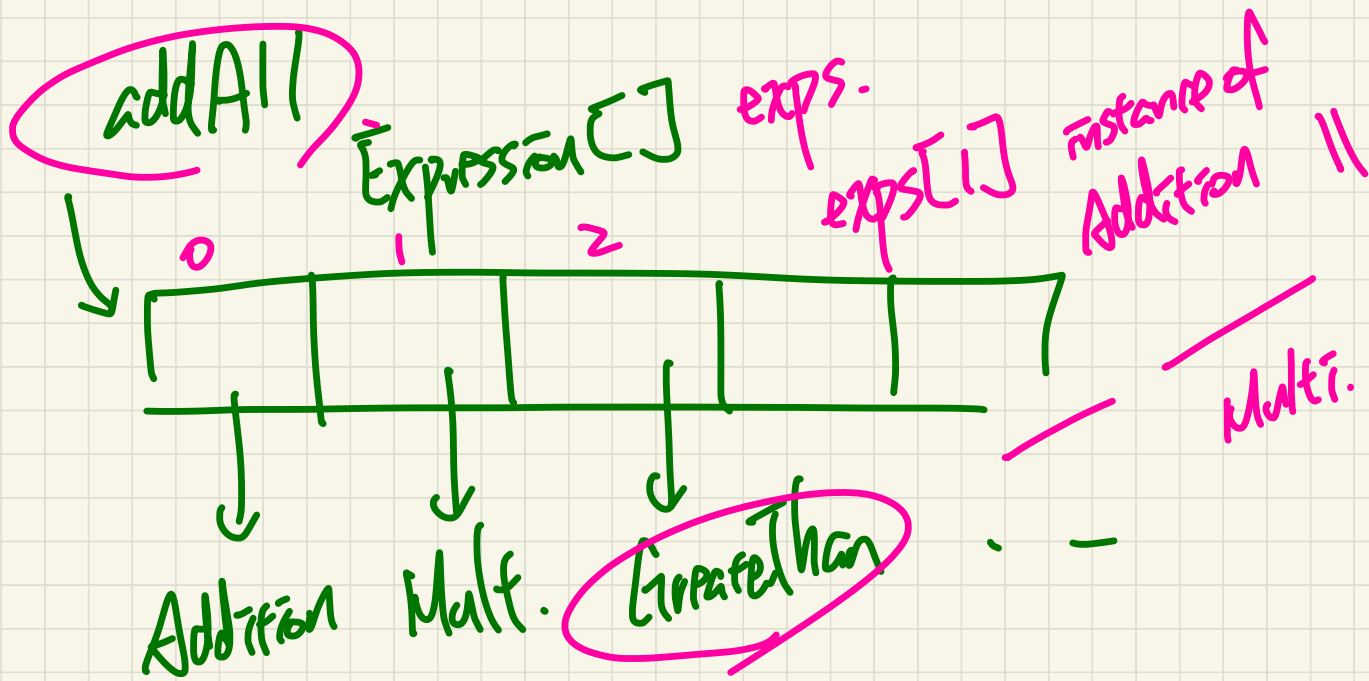 addAll
Expression[]
exps.
exps[i] instanceof
Addition ||
0 1 2
Multi.
Addition Mult. GreaterThan